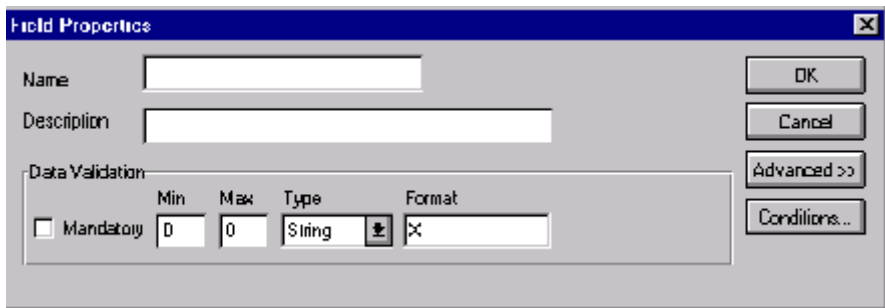 Field Properties
Name
OK
Description
Cancel
Data Validation
Advanced >>
Min Max Type Format
Mandatory 0 0 String X
Conditions...